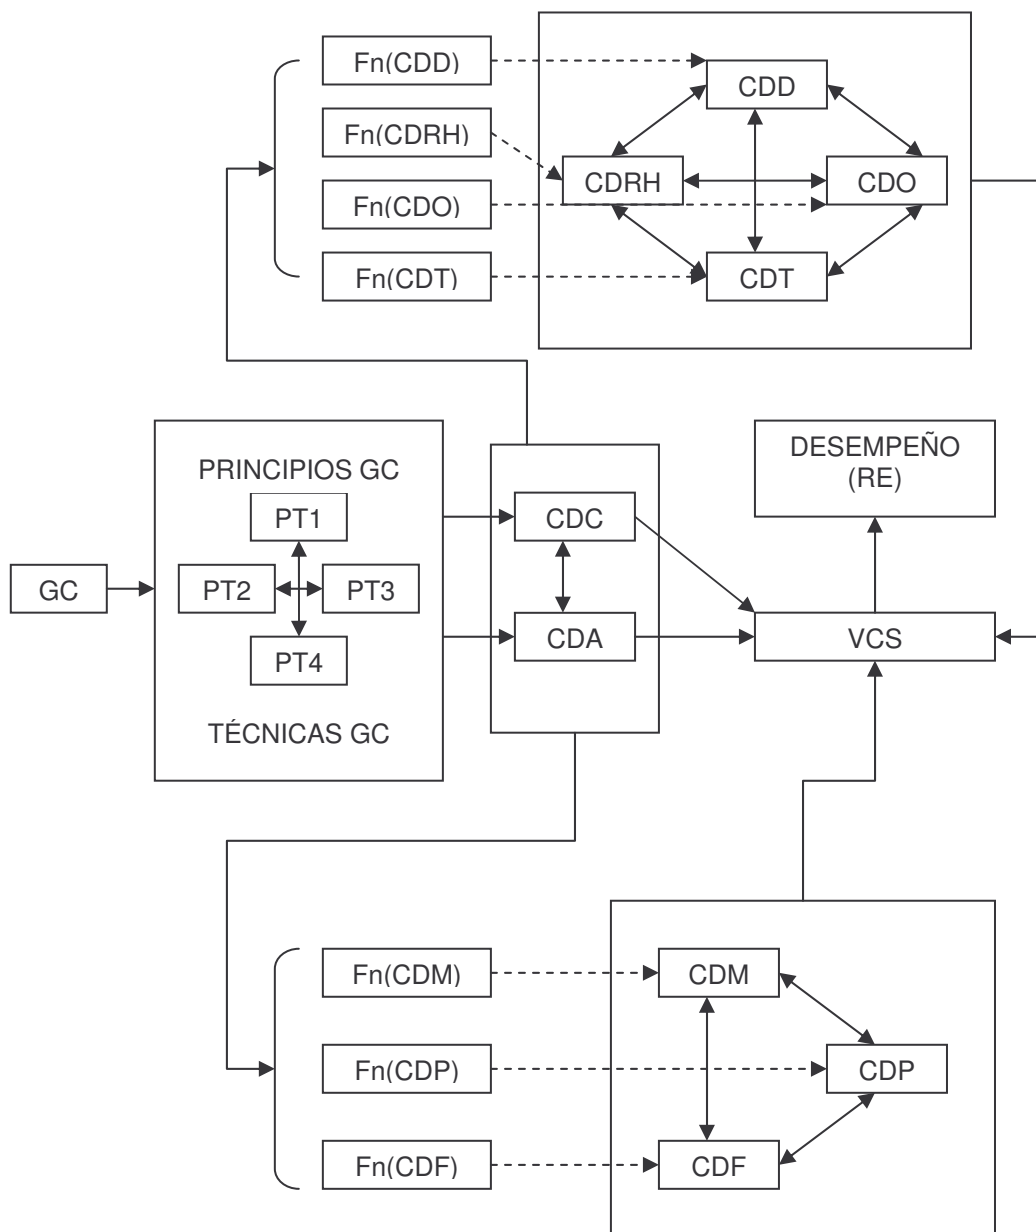 Fn(CDD)
CDD
Fn(CDRH)
CDRH
CDO
Fn(CDO)
Fn(CDT)
CDT
PRINCIPIOS GC
PT1
PT2
PT3
PT4
TÉCNICAS GC
GC
CDC
CDA
DESEMPEÑO
(RE)
VCS
Fn(CDM)
CDM
Fn(CDP)
CDP
Fn(CDF)
CDF